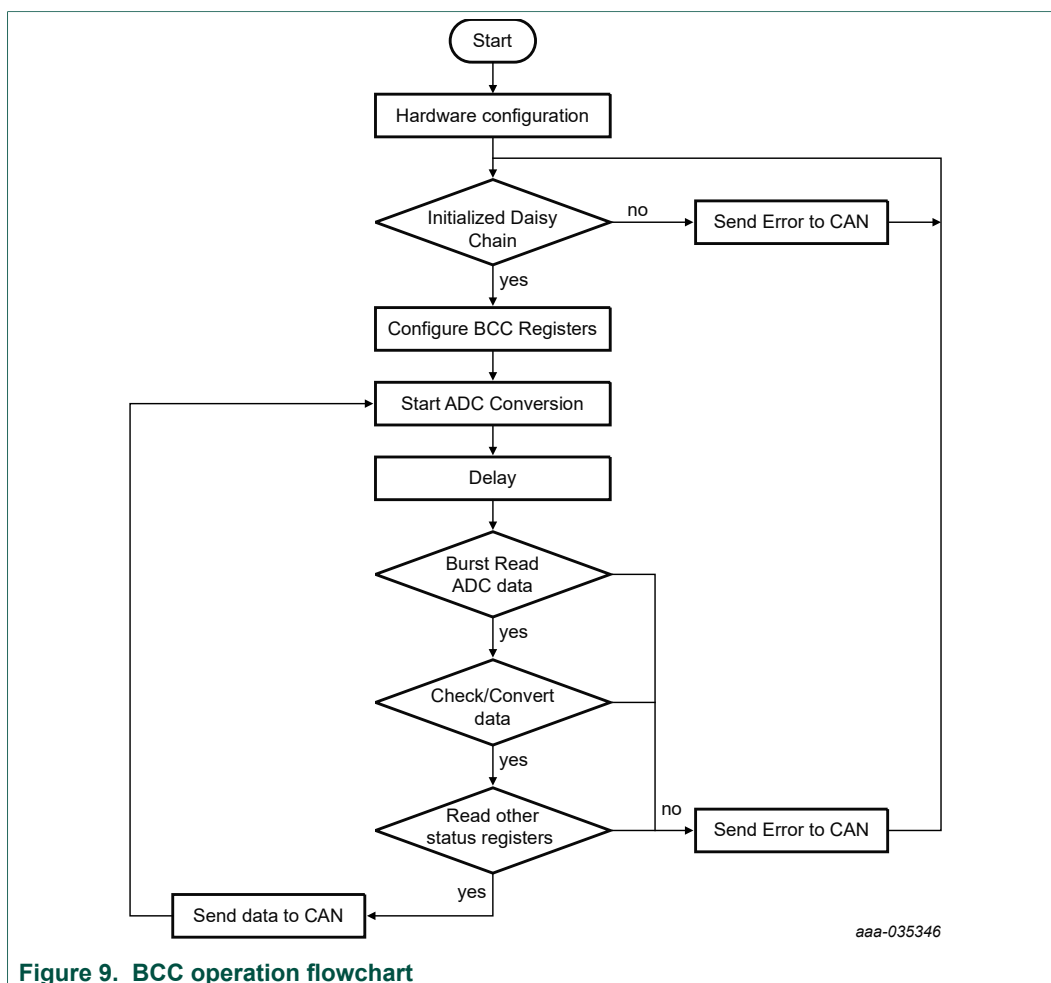 Start
Hardware configuration
Initialized Daisy
Chain
no
Send Error to CAN
yes
Configure BCC Registers
Start ADC Conversion
Delay
Burst Read
ADC data
yes
Check/Convert
data
yes
Read other
status registers
no
Send Error to CAN
yes
Send data to CAN
aaa-035346
Figure 9. BCC operation flowchart